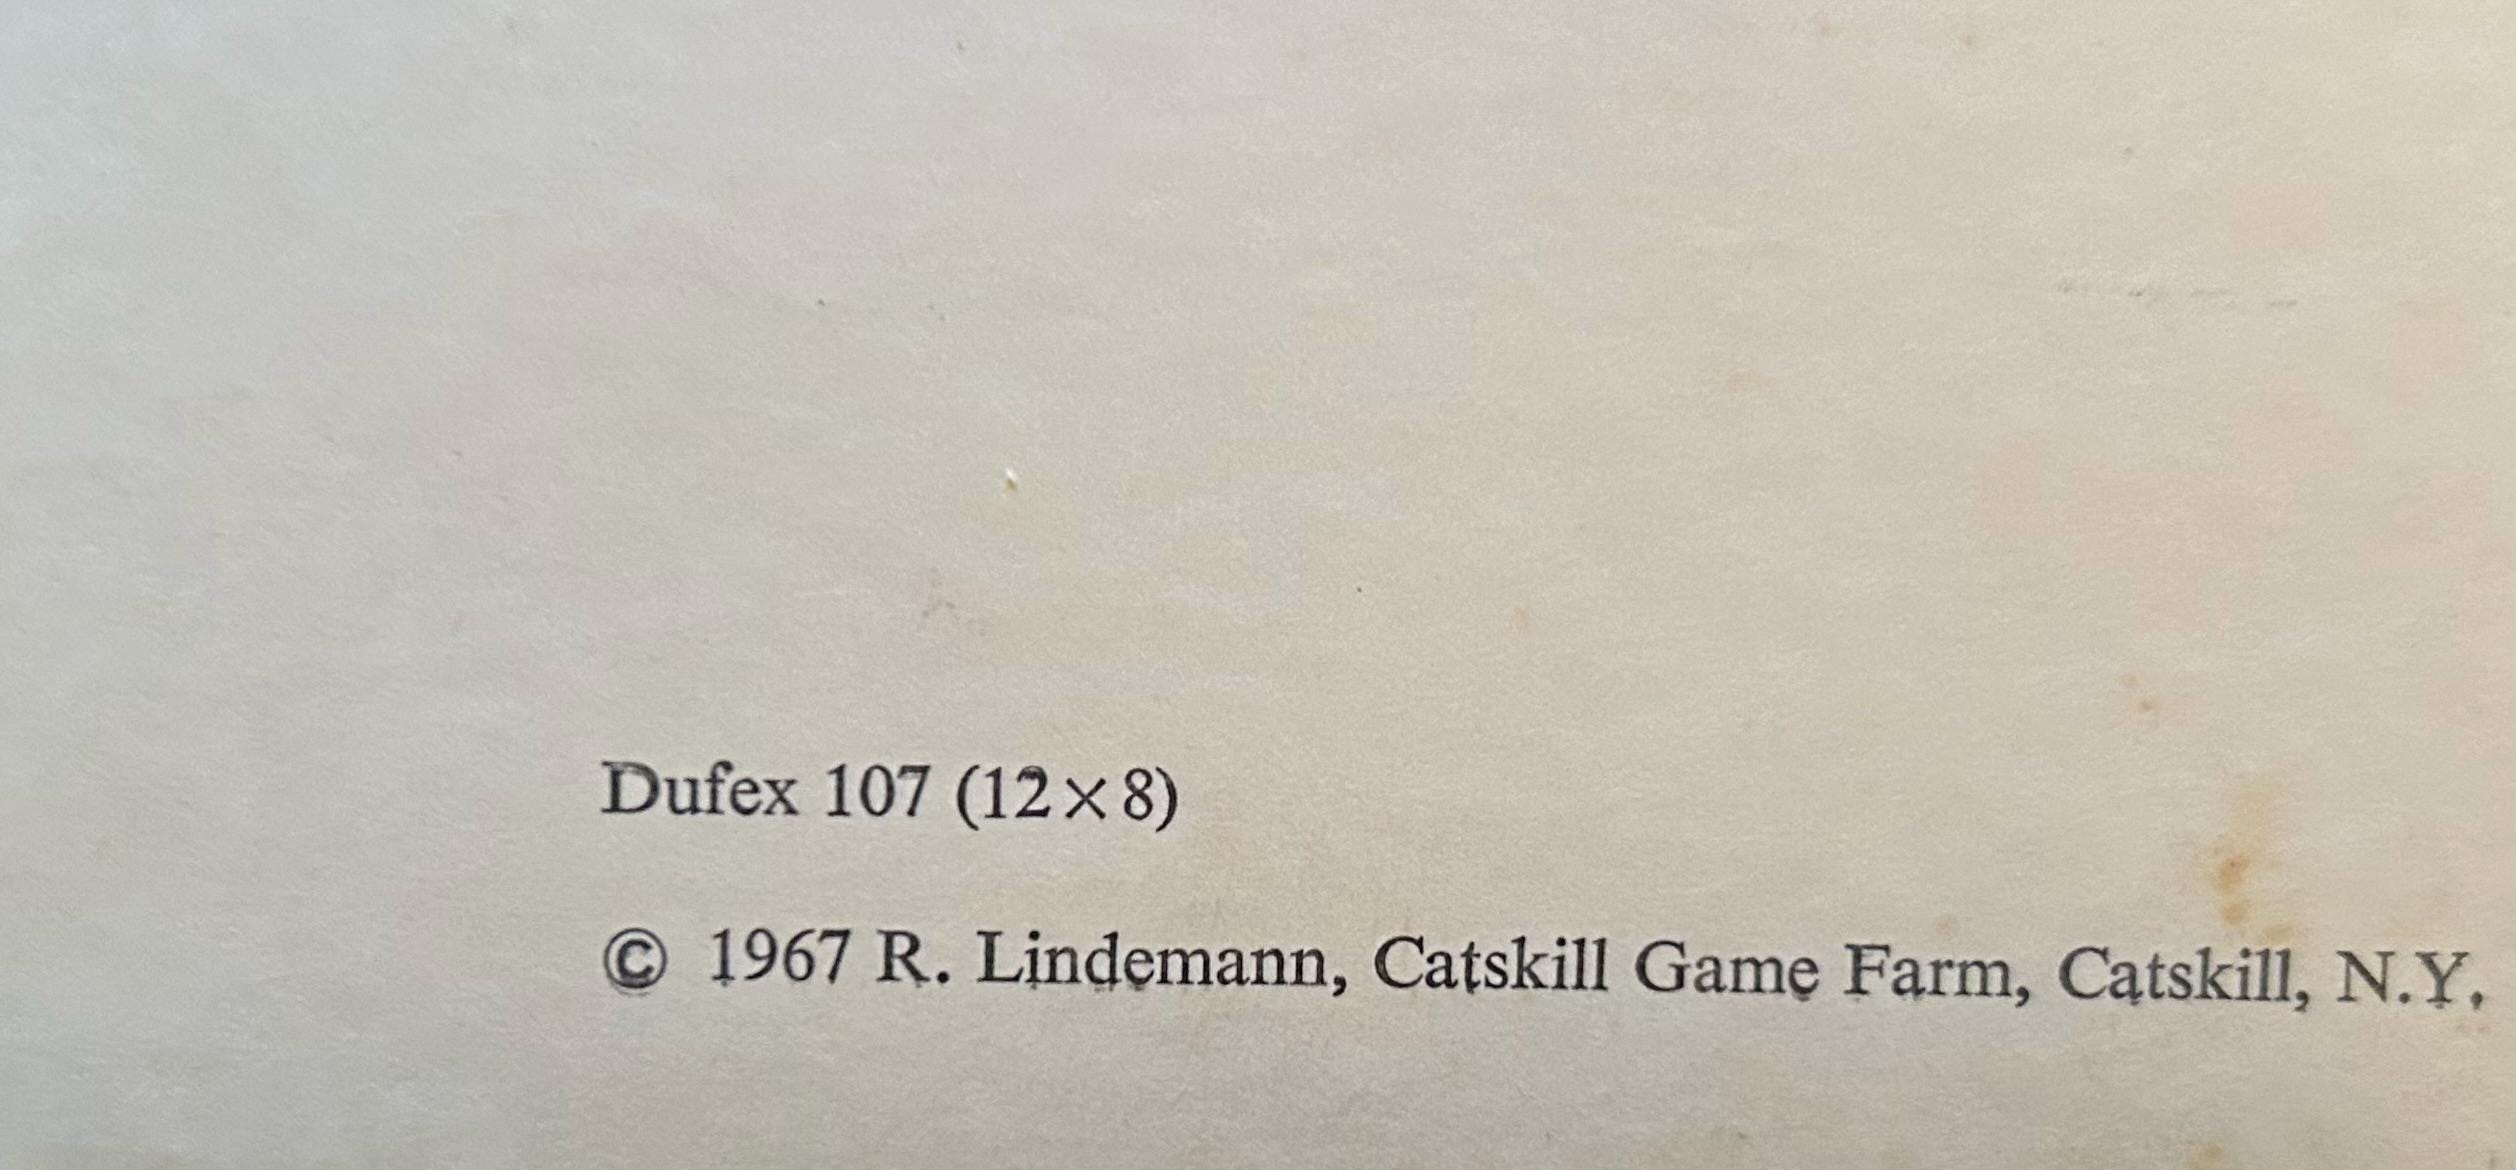 Dufex 107 (12×8)
© 1967 R. Lindemann, Catskill Game Farm, Catskill, N.Y.